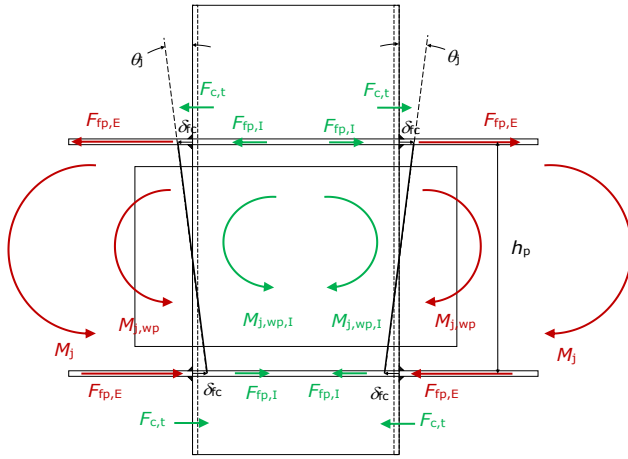 θj θj
Fc,t Fc,t
Ffp,E δfc Ffp,I Ffp,I δfc Ffp,E
hp
Mj,wp Mj,wp,I Mj,wp,I Mj,wp
Mj Mj
Ffp,E δfc Ffp,I Ffp,I δfc Ffp,E
Fc,t Fc,t